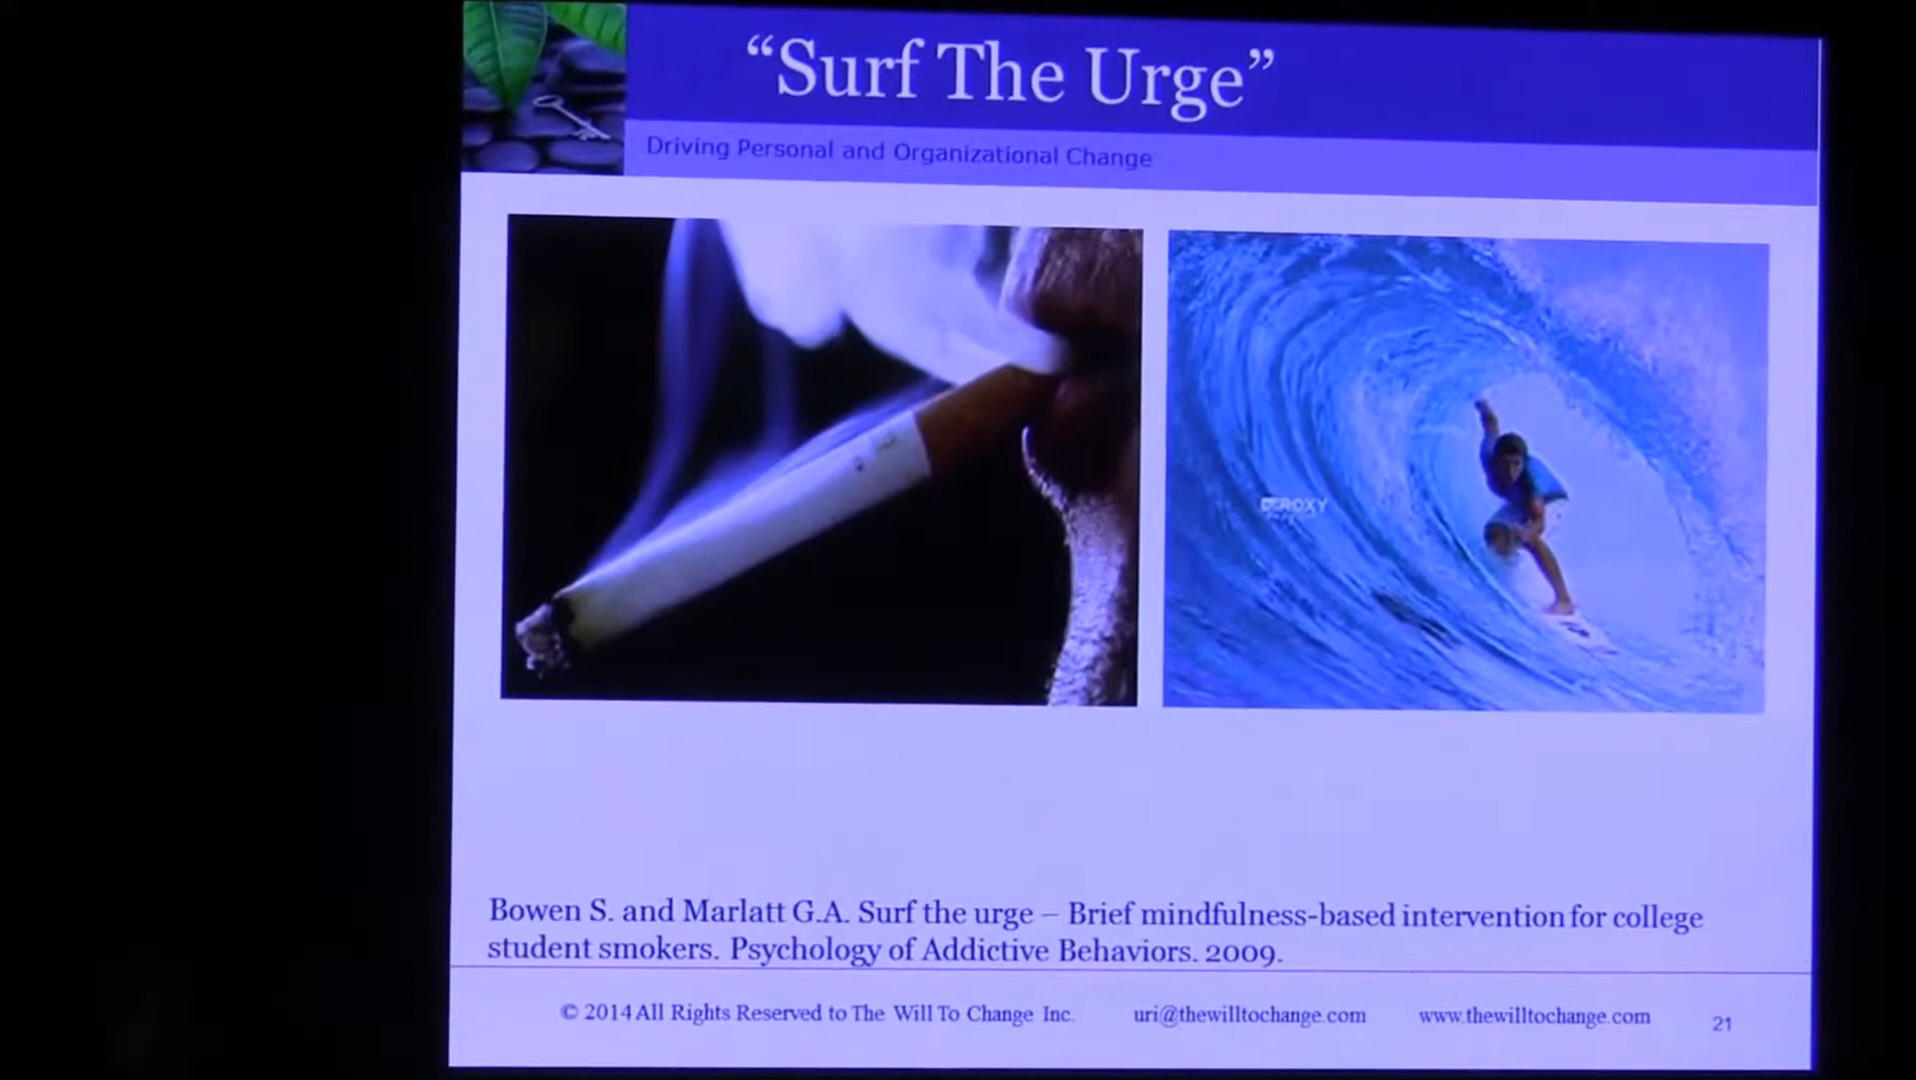 “Surf The Urge”
Driving Personal and Organizational Change
ROXY
Bowen S. and Marlatt G.A. Surf the urge – Brief mindfulness-based intervention for college
student smokers. Psychology of Addictive Behaviors. 2009.
© 2014 All Rights Reserved to The Will To Change Inc. uri@thewilltochange.com www.thewilltochange.com 21